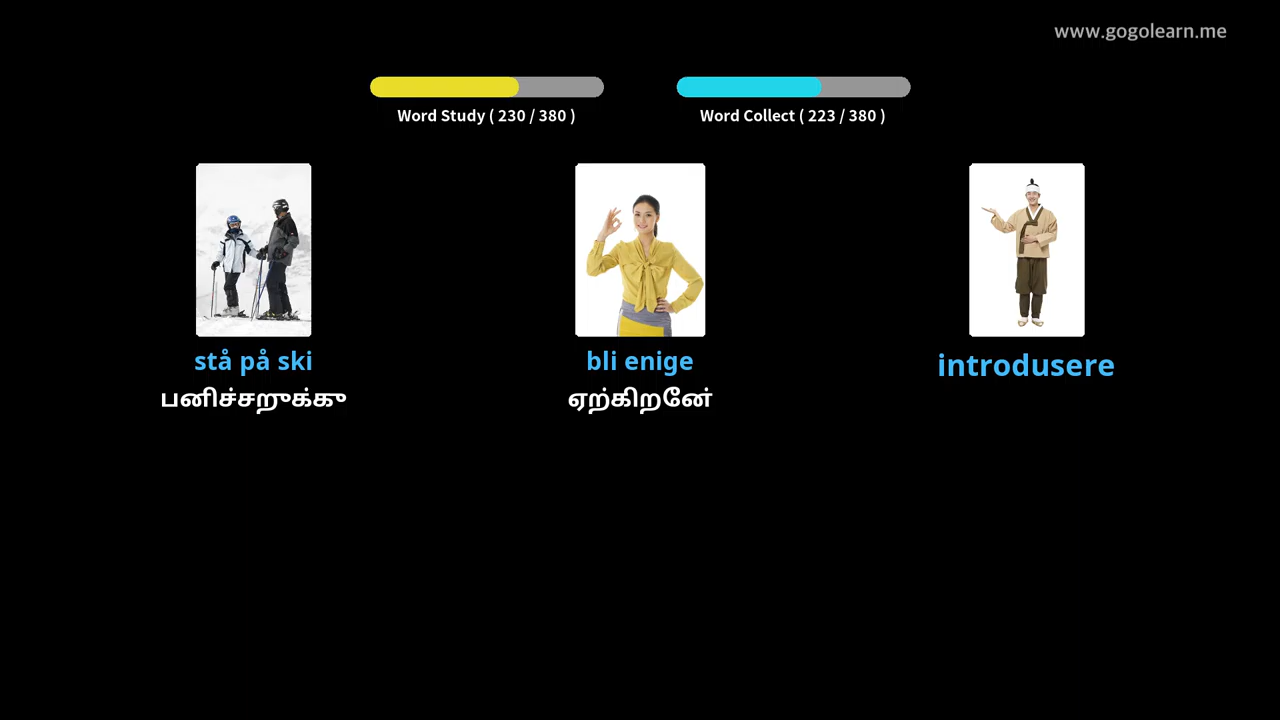 www.gogolearn.me
Word Study ( 230 / 380 )
Word Collect ( 223 / 380 )
stå på ski
பனிச்சறுக்கு
bli enige
ஏற்கிறேன்
introdusere